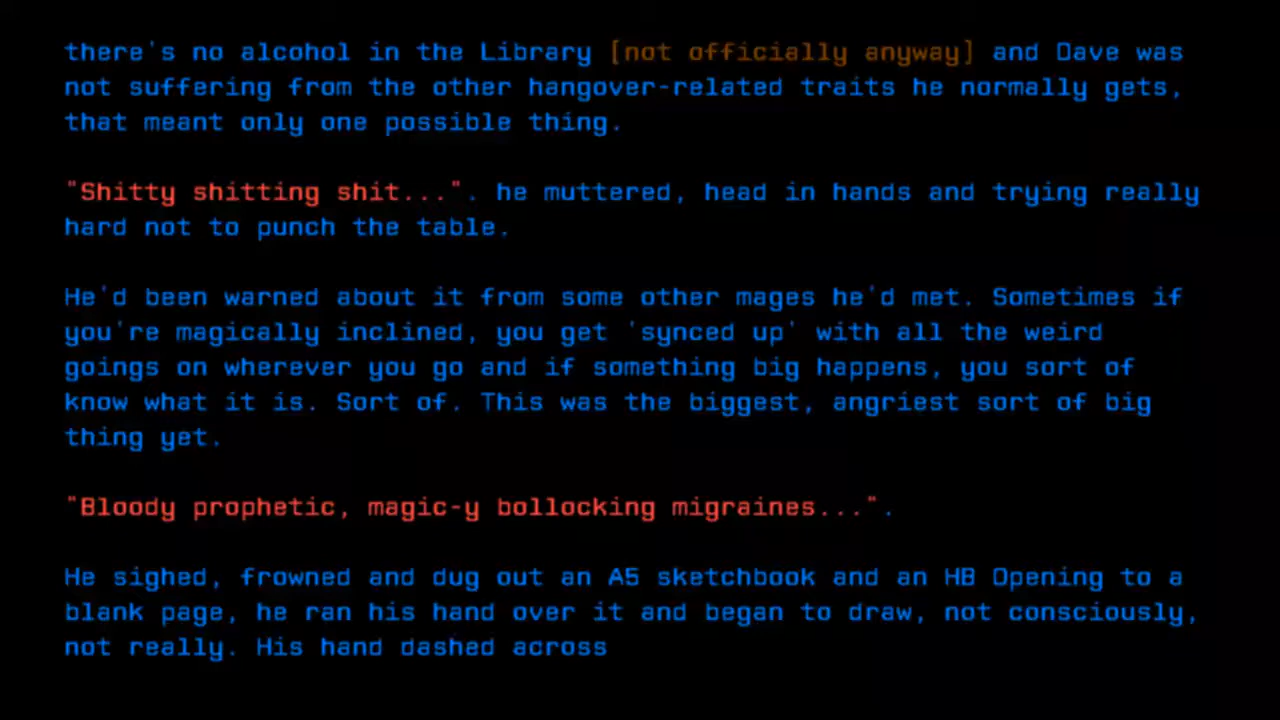 there's no alcohol in the Library [not officially anyway] and Dave was
not suffering from the other hangover-related traits he normally gets,
that meant only one possible thing.
"Shitty shitting shit...". he muttered, head in hands and trying really
hard not to punch the table.
He'd been warned about it from some other mages he'd met. Sometimes if
you're magically inclined, you get 'synced up' with all the weird
goings on wherever you go and if something big happens, you sort of
know what it is. Sort of. This was the biggest, angriest sort of big
thing yet.
"Bloody prophetic, magic-y bollocking migraines...".
He sighed, frowned and dug out an A5 sketchbook and an HB Opening to a
blank page, he ran his hand over it and began to draw, not consciously,
not really. His hand dashed across